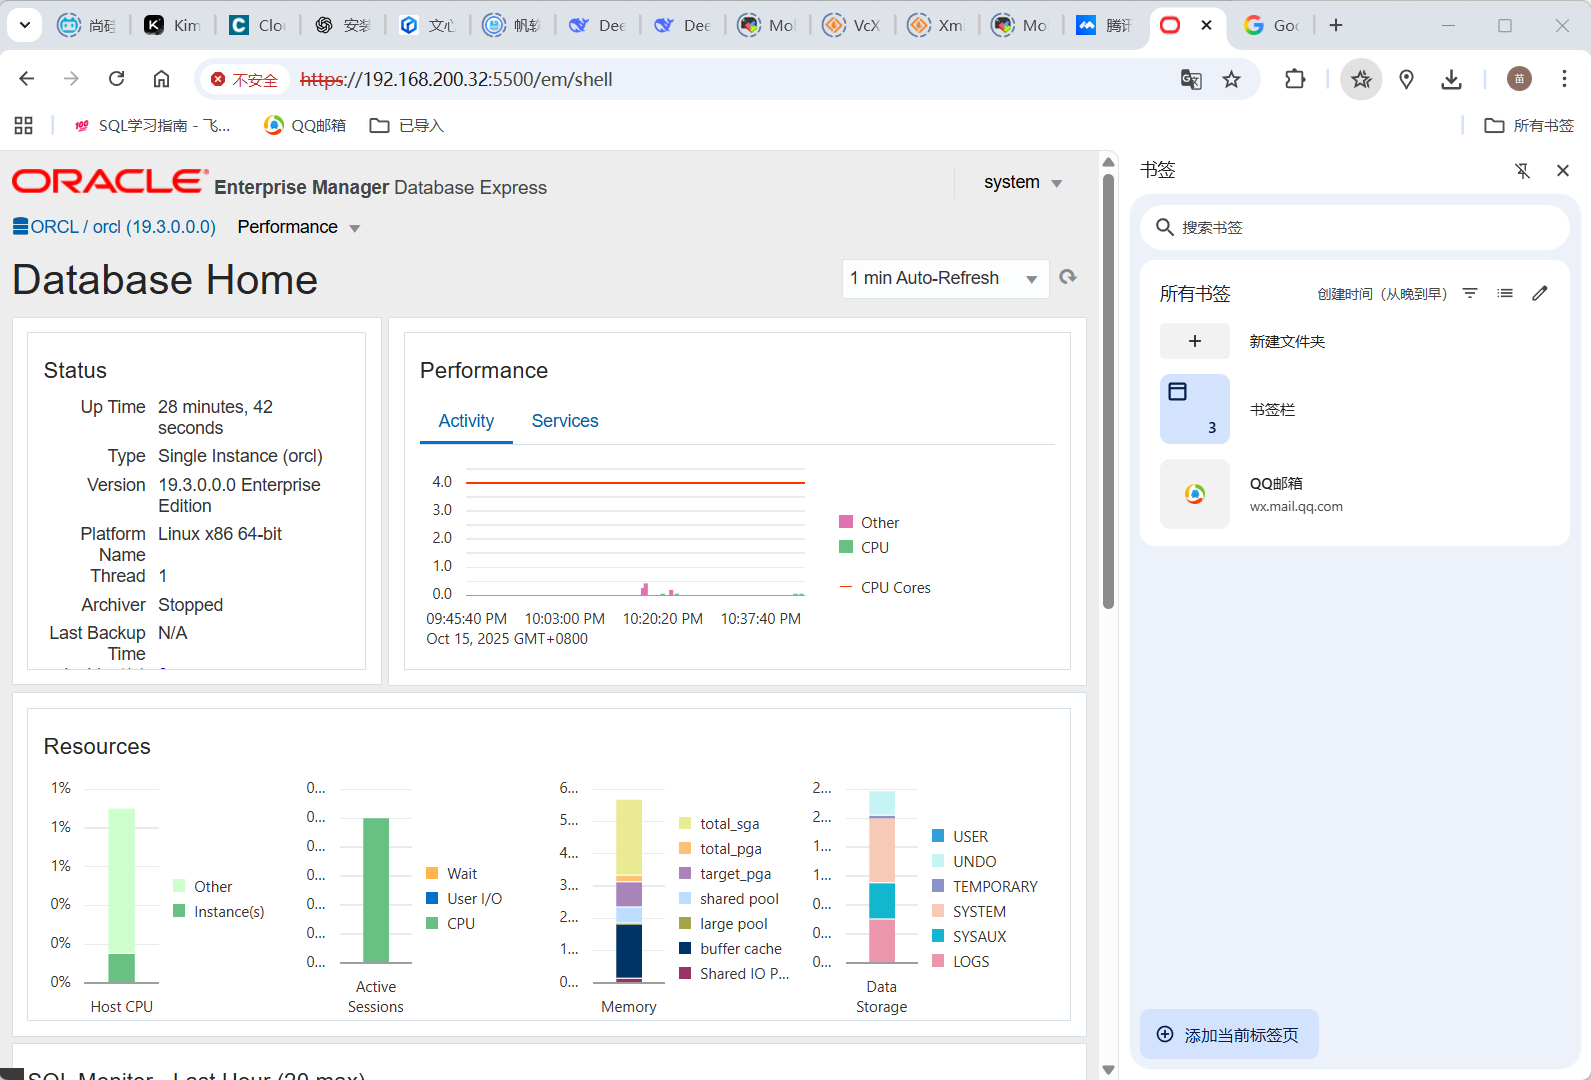 尚硅
Kim
Clo
安装
文心
帆软
Dee
Dee
Mo
VcX
Xm
Mo
腾讯
Goo
不安全
https://192.168.200.32:5500/em/shell
苗
SQL学习指南 - 飞...
QQ邮箱
已导入
所有书签
ORACLE Enterprise Manager Database Express
system
ORCL / orcl (19.3.0.0.0)
Performance
Database Home
1 min Auto-Refresh
Status
Up Time 28 minutes, 42 seconds
Type Single Instance (orcl)
Version 19.3.0.0.0 Enterprise Edition
Platform Name Linux x86 64-bit
Thread 1
Archiver Stopped
Last Backup Time N/A
Performance
Activity
Services
4.0
3.0
2.0
1.0
0.0
09:45:40 PM
10:03:00 PM
10:20:20 PM
10:37:40 PM
Oct 15, 2025 GMT+0800
Other
CPU
CPU Cores
Resources
1%
1%
1%
0%
0%
0%
Host CPU
Other
Instance(s)
0...
0...
0...
0...
0...
0...
0...
Active
Sessions
Wait
User I/O
CPU
6...
5...
4...
3...
2...
1...
0...
Memory
total_sga
total_pga
target_pga
shared pool
large pool
buffer cache
Shared IO P...
2...
2...
1...
1...
0...
0...
0...
Data
Storage
USER
UNDO
TEMPORARY
SYSTEM
SYSAUX
LOGS
SQL Monitor - Last Hour (20 max)
书签
搜索书签
所有书签
创建时间（从晚到早）
新建文件夹
3
书签栏
QQ邮箱
wx.mail.qq.com
添加当前标签页